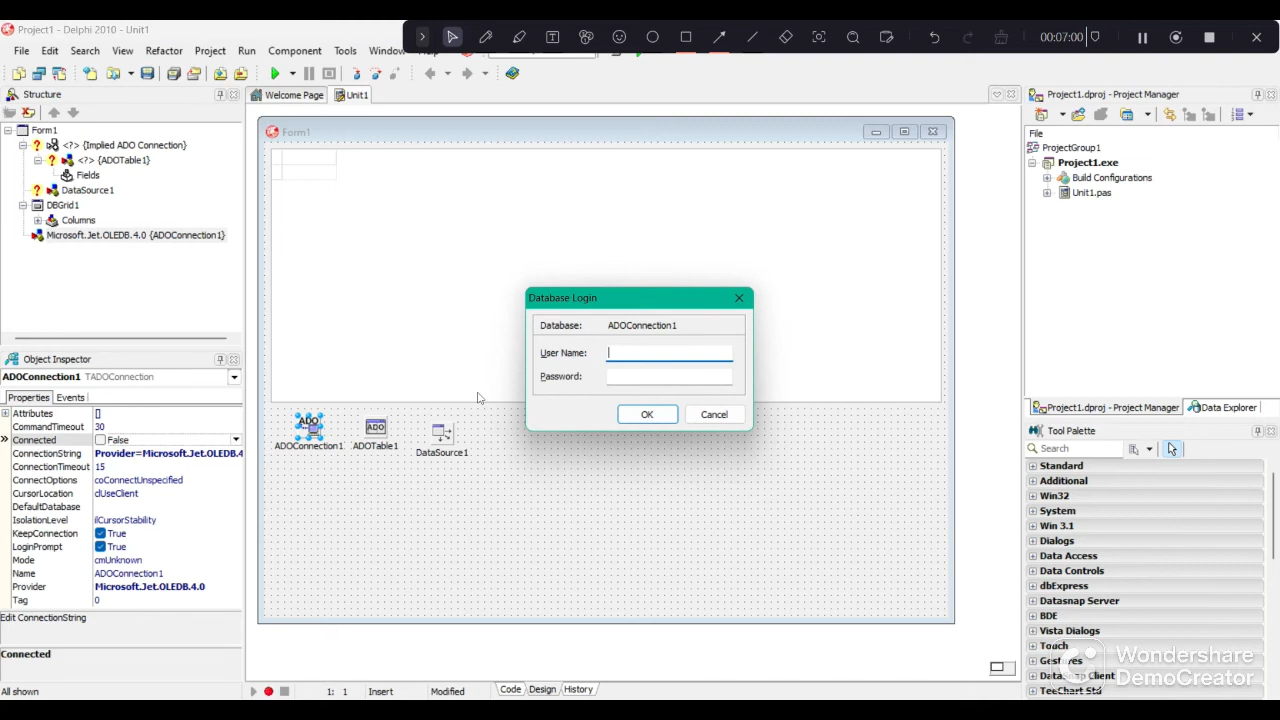 Project1 - Delphi 2010 - Unit1
File Edit Search View Refactor Project Run Component Tools Window
00:07:00
Structure
Welcome Page Unit1
Project1.dproj - Project Manager
Form1
<?> {Implied ADO Connection}
<?> {ADOTable1}
Fields
DataSource1
DBGrid1
Columns
Microsoft.Jet.OLEDB.4.0 {ADOConnection1}
Form1
File
ProjectGroup1
Project1.exe
Build Configurations
Unit1.pas
Database Login
Database: ADOConnection1
User Name:
Password:
OK Cancel
Object Inspector
ADOConnection1 TADOConnection
Properties Events
Attributes []
CommandTimeout 30
Connected False
ConnectionString Provider=Microsoft.Jet.OLEDB.4
ConnectionTimeout 15
ConnectOptions coConnectUnspecified
CursorLocation clUseClient
DefaultDatabase
IsolationLevel ilCursorStability
KeepConnection True
LoginPrompt True
Mode cmUnknown
Name ADOConnection1
Provider Microsoft.Jet.OLEDB.4.0
Tag 0
Edit ConnectionString
Connected
All shown
ADO
ADOConnection1
ADO
ADOTable1
DataSource1
1: 1 Insert Modified Code Design History
Project1.dproj - Project Manager Data Explorer
Tool Palette
Search
Standard
Additional
Win32
System
Win 3.1
Dialogs
Data Access
Data Controls
dbExpress
Datasnap Server
BDE
Vista Dialogs
Touch
Gestures
Datasnap Client
TeeChart Std
Wondershare
DemoCreator